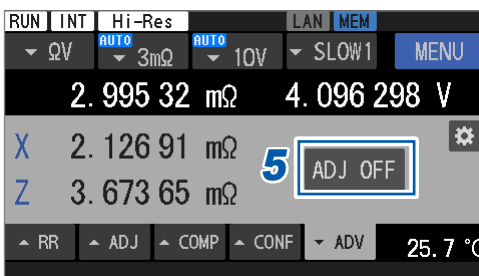 RUN INT Hi-Res LAN MEM
ΩV AUTO 3mΩ AUTO 10V SLOW1 MENU
2.995 32 mΩ 4.096 298 V
X 2.126 91 mΩ
5 ADJ OFF
Z 3.673 65 mΩ
RR ADJ COMP CONF ADV 25.7 °C